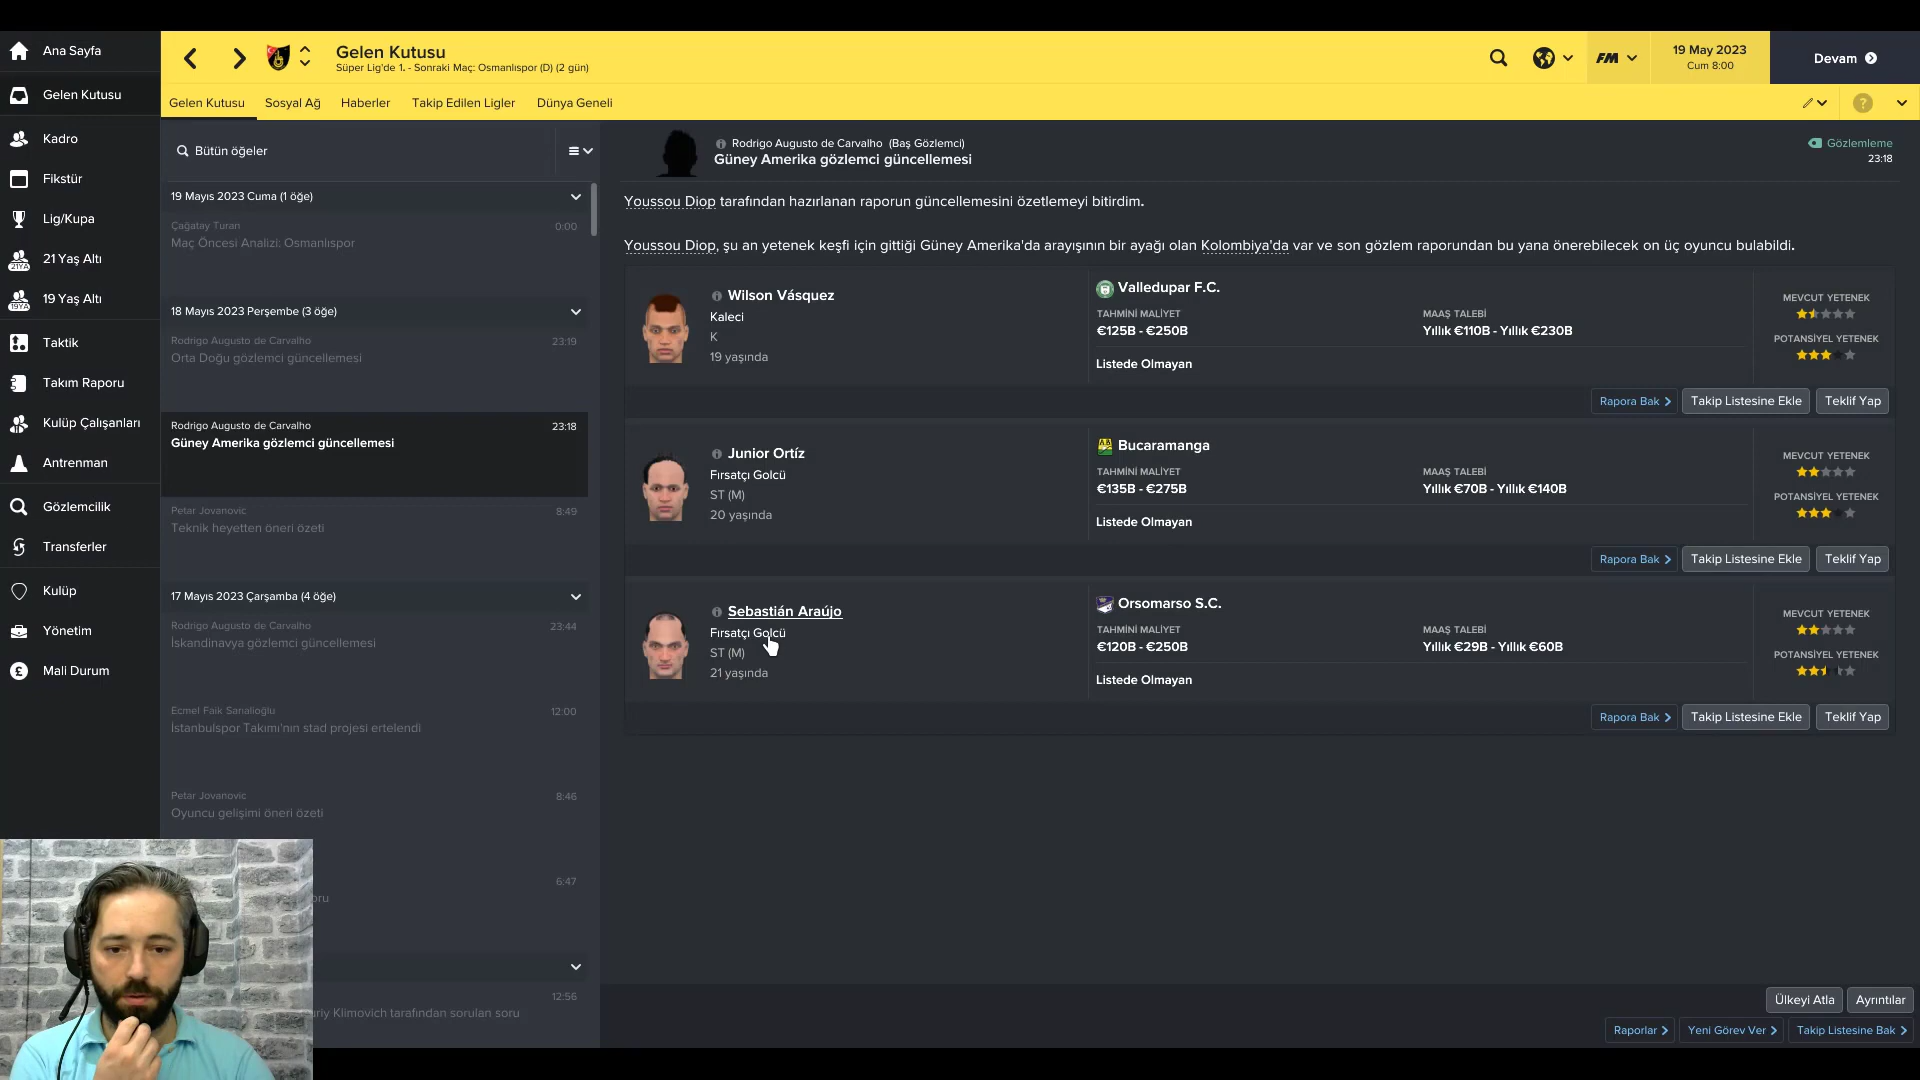 Ana Sayfa
Gelen Kutusu
Kadro
Fikstür
Lig/Kupa
21 Yaş Altı
19 Yaş Altı
Taktik
Takım Raporu
Kulüp Çalışanları
Antrenman
Gözlemcilik
Transferler
Kulüp
Yönetim
Mali Durum
Gelen Kutusu
Süper Lig'de 1. - Sonraki Maç: Osmanlıspor (D) (2 gün)
FM
19 May 2023
Cum 8:00
Devam
Gelen Kutusu
Sosyal Ağ
Haberler
Takip Edilen Ligler
Dünya Geneli
Bütün öğeler
19 Mayıs 2023 Cuma (1 öğe)
Çağatay Turan 0:00
Maç Öncesi Analizi: Osmanlıspor
18 Mayıs 2023 Perşembe (3 öğe)
Rodrigo Augusto de Carvalho 23:19
Orta Doğu gözlemci güncellemesi
Rodrigo Augusto de Carvalho 23:18
Güney Amerika gözlemci güncellemesi
Petar Jovanovic 8:49
Teknik heyetten öneri özeti
17 Mayıs 2023 Çarşamba (4 öğe)
Rodrigo Augusto de Carvalho 23:44
İskandinavya gözlemci güncellemesi
Ecmel Faik Sarıalioğlu 12:00
İstanbulspor Takımı'nın stad projesi ertelendi
Petar Jovanovic 8:46
Oyuncu gelişimi öneri özeti
6:47
oru
12:56
uriy Klimovich tarafından sorulan soru
Rodrigo Augusto de Carvalho (Baş Gözlemci)
Güney Amerika gözlemci güncellemesi
Gözlemleme
23:18
Youssou Diop tarafından hazırlanan raporun güncellemesini özetlemeyi bitirdim.
Youssou Diop, şu an yetenek keşfi için gittiği Güney Amerika'da arayışının bir ayağı olan Kolombiya'da var ve son gözlem raporundan bu yana önerebilecek on üç oyuncu bulabildi.
Wilson Vásquez
Kaleci
K
19 yaşında
Valledupar F.C.
TAHMİNİ MALİYET
€125B - €250B
MAAŞ TALEBİ
Yıllık €110B - Yıllık €230B
Listede Olmayan
MEVCUT YETENEK
POTANSİYEL YETENEK
Rapora Bak
Takip Listesine Ekle
Teklif Yap
Junior Ortíz
Fırsatçı Golcü
ST (M)
20 yaşında
Bucaramanga
TAHMİNİ MALİYET
€135B - €275B
MAAŞ TALEBİ
Yıllık €70B - Yıllık €140B
Listede Olmayan
MEVCUT YETENEK
POTANSİYEL YETENEK
Rapora Bak
Takip Listesine Ekle
Teklif Yap
Sebastián Araújo
Fırsatçı Golcü
ST (M)
21 yaşında
Orsomarso S.C.
TAHMİNİ MALİYET
€120B - €250B
MAAŞ TALEBİ
Yıllık €29B - Yıllık €60B
Listede Olmayan
MEVCUT YETENEK
POTANSİYEL YETENEK
Rapora Bak
Takip Listesine Ekle
Teklif Yap
Ülkeyi Atla
Ayrıntılar
Raporlar
Yeni Görev Ver
Takip Listesine Bak